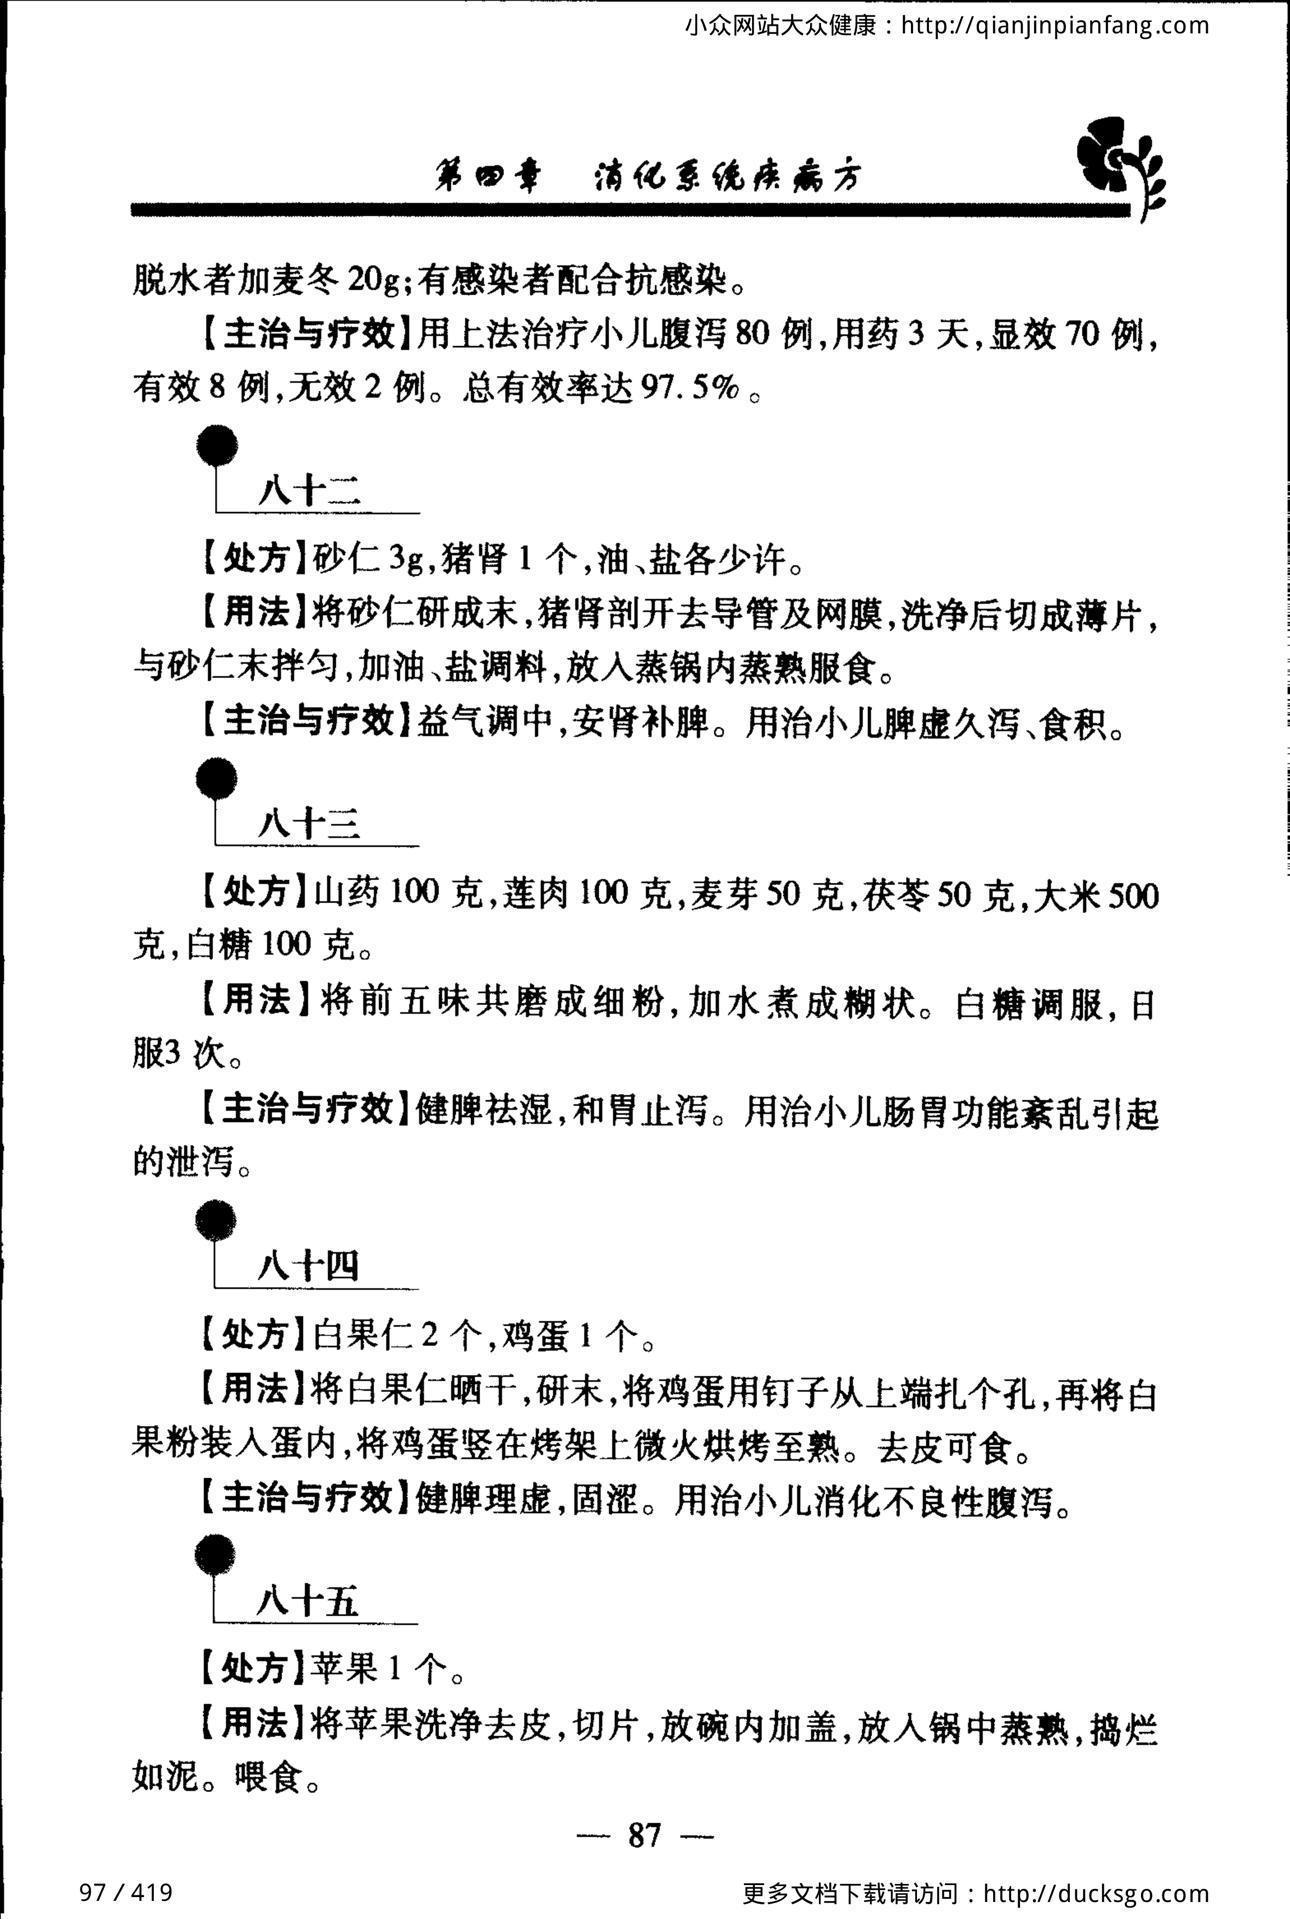 小众网站大众健康：http://qianjinpianfang.com
第四章 消化系统疾病方
脱水者加麦冬 20g;有感染者配合抗感染。
【主治与疗效】用上法治疗小儿腹泻 80 例,用药 3 天,显效 70 例,
有效 8 例,无效 2 例。总有效率达 97.5%。
八十二
【处方】砂仁 3g,猪肾 1 个,油、盐各少许。
【用法】将砂仁研成末,猪肾剖开去导管及网膜,洗净后切成薄片,
与砂仁末拌匀,加油、盐调料,放入蒸锅内蒸熟服食。
【主治与疗效】益气调中,安肾补脾。用治小儿脾虚久泻、食积。
八十三
【处方】山药 100 克,莲肉 100 克,麦芽 50 克,茯苓 50 克,大米 500
克,白糖 100 克。
【用法】将前五味共磨成细粉,加水煮成糊状。白糖调服,日
服3 次。
【主治与疗效】健脾祛湿,和胃止泻。用治小儿肠胃功能紊乱引起
的泄泻。
八十四
【处方】白果仁 2 个,鸡蛋 1 个。
【用法】将白果仁晒干,研末,将鸡蛋用钉子从上端扎个孔,再将白
果粉装入蛋内,将鸡蛋竖在烤架上微火烘烤至熟。去皮可食。
【主治与疗效】健脾理虚,固涩。用治小儿消化不良性腹泻。
八十五
【处方】苹果 1 个。
【用法】将苹果洗净去皮,切片,放碗内加盖,放入锅中蒸熟,捣烂
如泥。喂食。
— 87 —
97 / 419
更多文档下载请访问：http://ducksgo.com